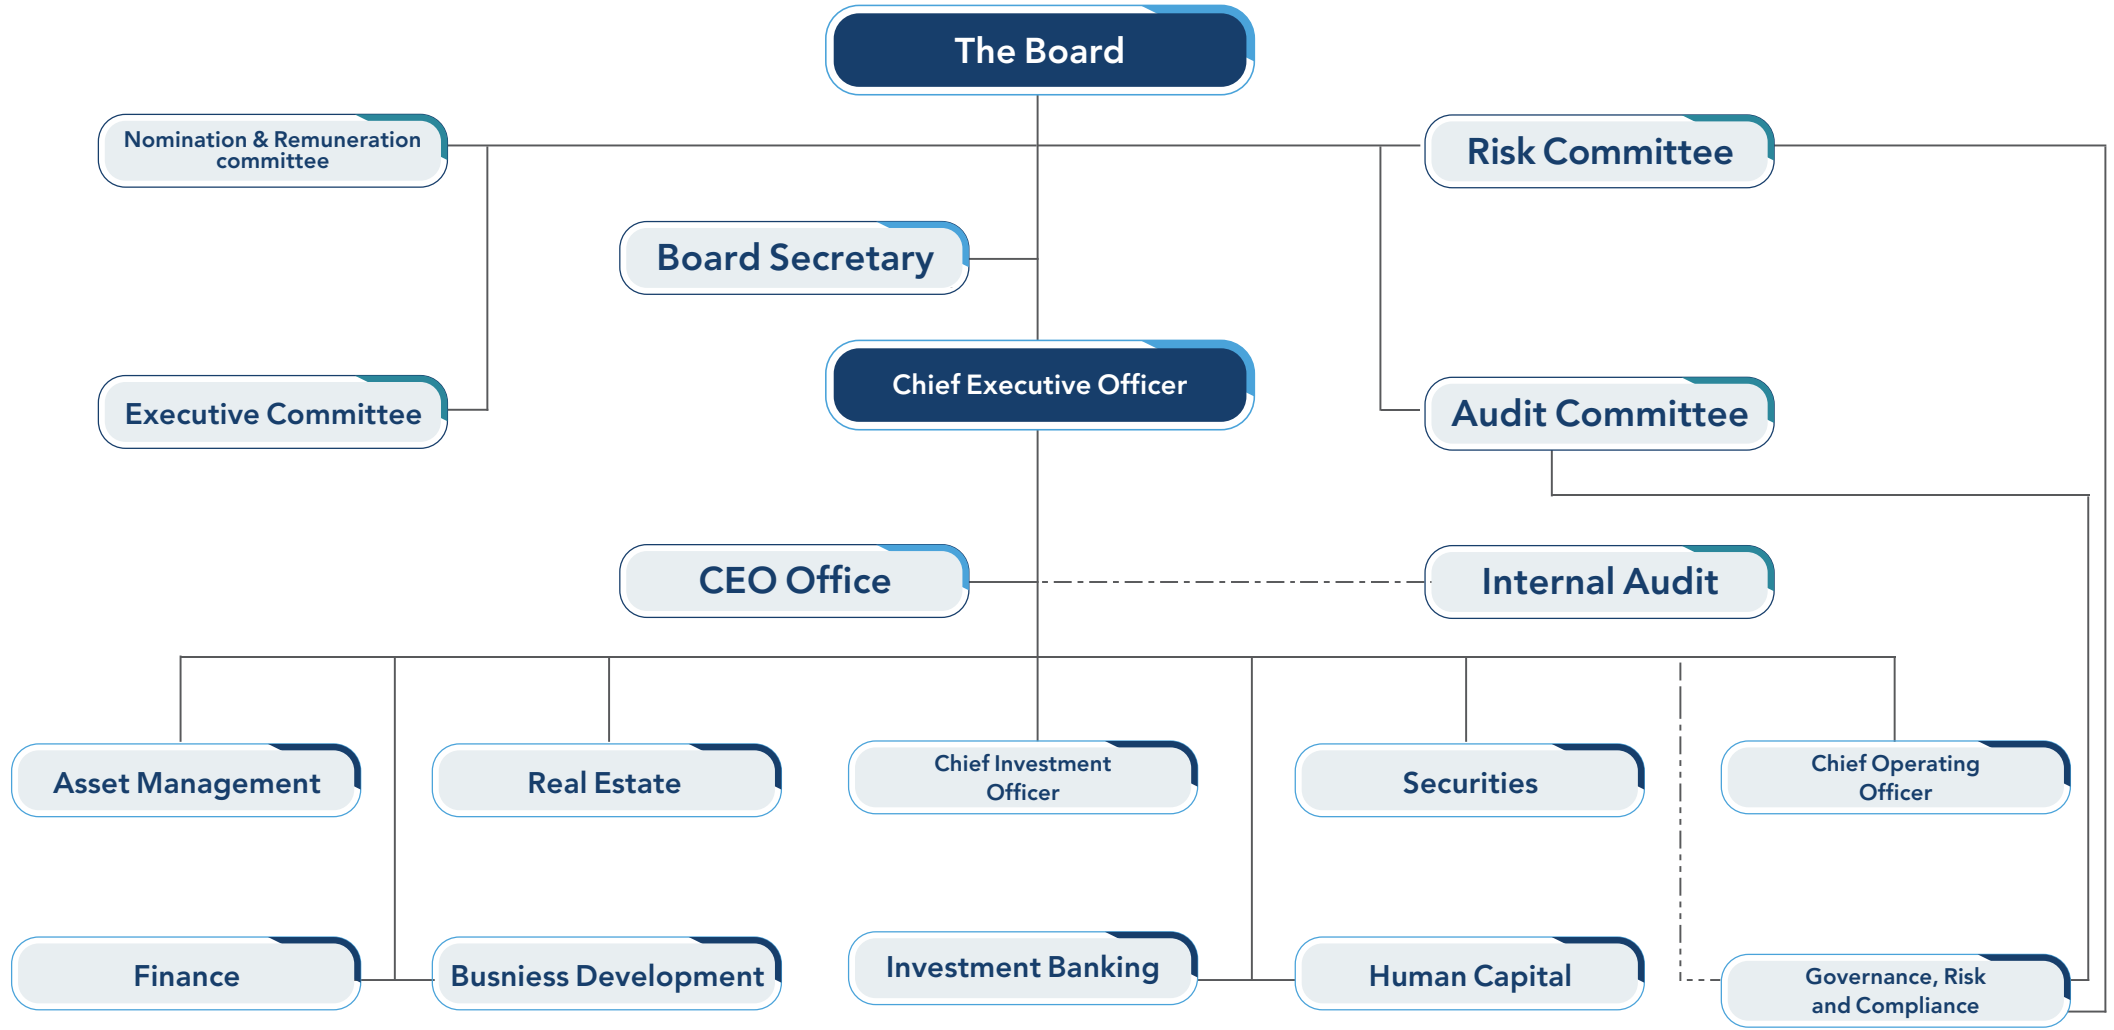 The Board
Nomination & Remuneration
committee
Risk Committee
Board Secretary
Chief Executive Officer
Executive Committee
Audit Committee
CEO Office
Internal Audit
Asset Management
Real Estate
Chief Investment
Officer
Securities
Chief Operating
Officer
Finance
Busniess Development
Investment Banking
Human Capital
Governance, Risk
and Compliance